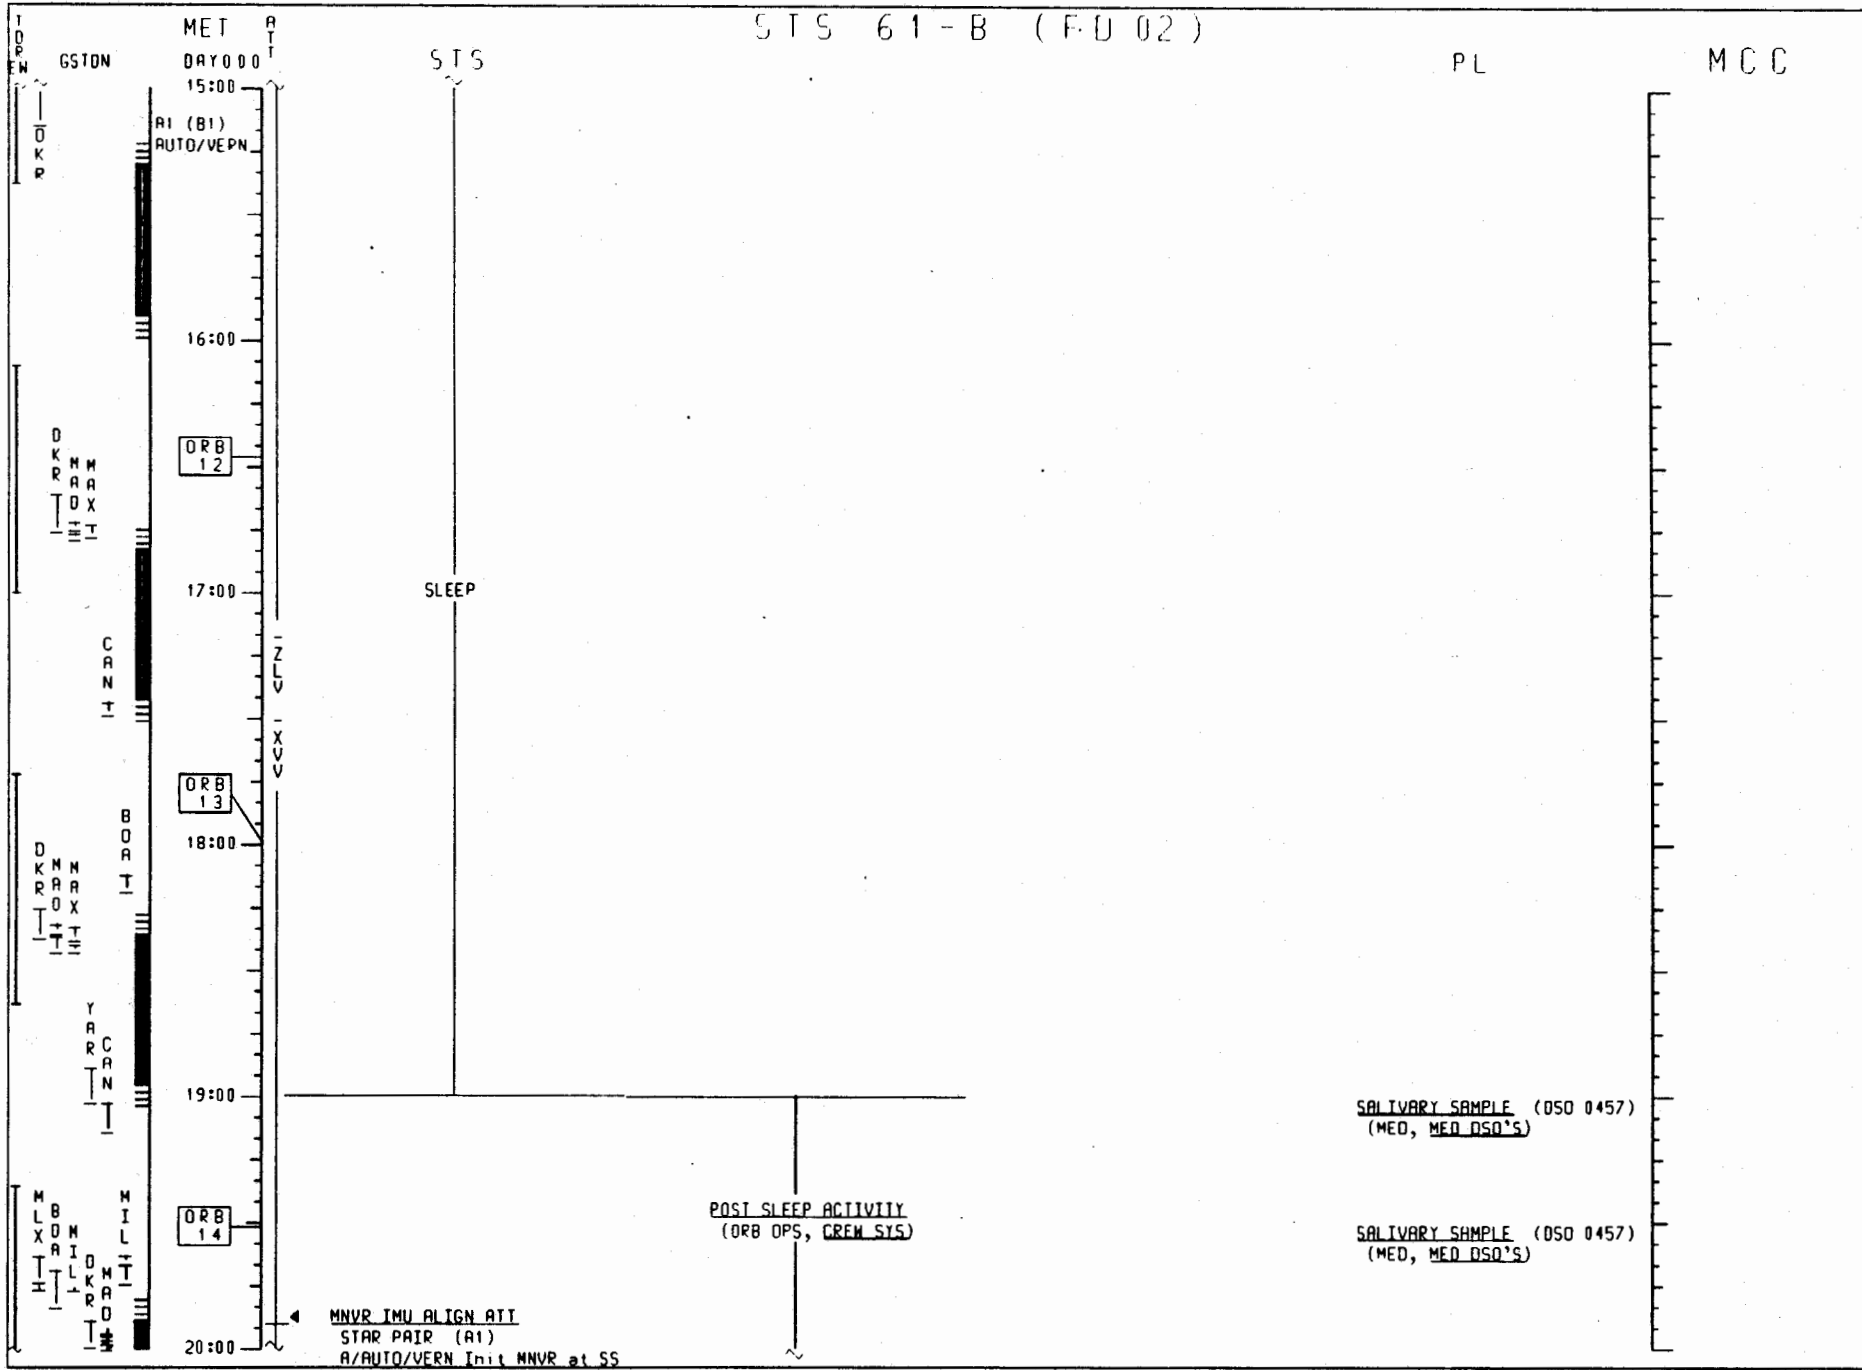 STS 61-B (FD 02)
TDRE/W
GSTDN
MET
DAY000
ATT
STS
PL
MCC
15:00
A1 (B1)
AUTO/VERN
DKR
16:00
ORB
12
DKR
MAD
MAX
17:00
SLEEP
CAN
-ZLV -XVV
ORB
13
BDA
18:00
DKR
MAD
MAX
YAR
CAN
19:00
SALIVARY SAMPLE (DSO 0457)
(MED, MED DSO'S)
MLX
BDA
MIL
DKR
MAD
MIL
ORB
14
POST SLEEP ACTIVITY
(ORB OPS, CREW SYS)
SALIVARY SAMPLE (DSO 0457)
(MED, MED DSO'S)
MNVR IMU ALIGN ATT
STAR PAIR (A1)
A/AUTO/VERN Init MNVR at SS
20:00